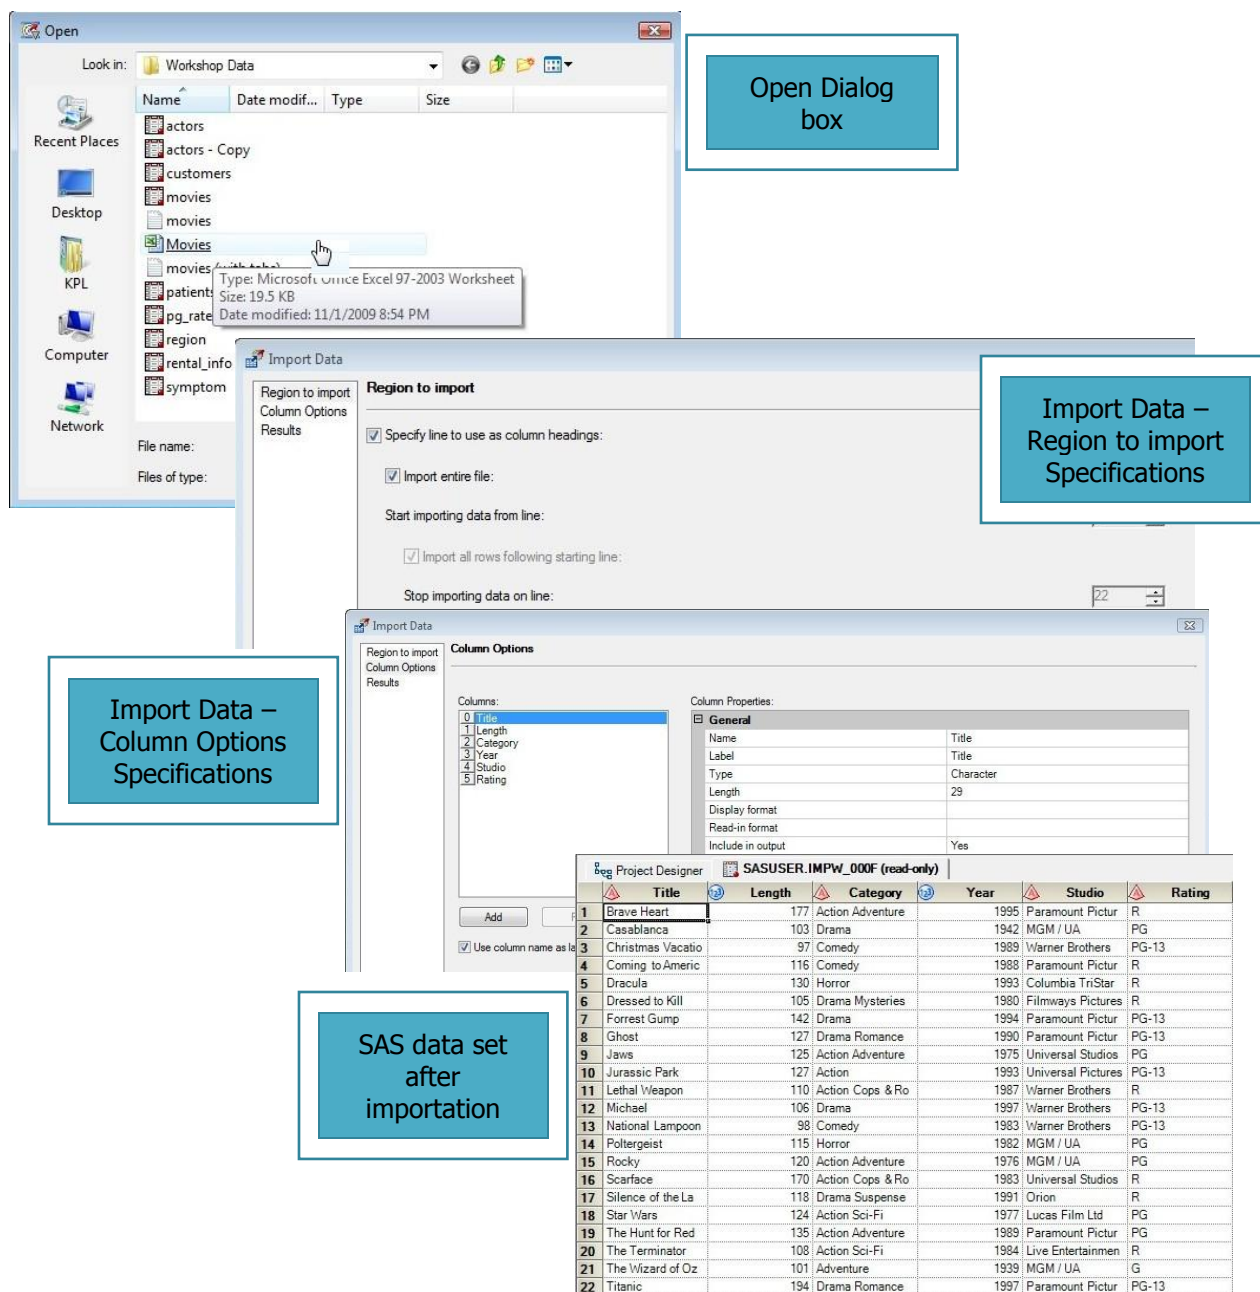 Open
Look in: Workshop Data
Name Date modif... Type Size
Recent Places
Desktop
KPL
Computer
Network
actors
actors - Copy
customers
movies
movies
Movies
movies
patients
pg_rate
region
rental_info
symptom
Type: Microsoft Office Excel 97-2003 Worksheet
Size: 19.5 KB
Date modified: 11/1/2009 8:54 PM
File name:
Files of type:
Open Dialog
box
Import Data
Region to import
Column Options
Results
Region to import
Specify line to use as column headings:
Import entire file:
Start importing data from line:
Import all rows following starting line:
Stop importing data on line: 22
Import Data –
Region to import
Specifications
Import Data
Region to import
Column Options
Results
Column Options
Columns:
0 Title
1 Length
2 Category
3 Year
4 Studio
5 Rating
Add
Use column name as la
Column Properties:
General
Name Title
Label Title
Type Character
Length 29
Display format
Read-in format
Include in output Yes
Import Data –
Column Options
Specifications
Project Designer SASUSER.IMPW_000F (read-only)
Title Length Category Year Studio Rating
1 Brave Heart 177 Action Adventure 1995 Paramount Pictur R
2 Casablanca 103 Drama 1942 MGM / UA PG
3 Christmas Vacatio 97 Comedy 1989 Warner Brothers PG-13
4 Coming to Americ 116 Comedy 1988 Paramount Pictur R
5 Dracula 130 Horror 1993 Columbia TriStar R
6 Dressed to Kill 105 Drama Mysteries 1980 Filmways Pictures R
7 Forrest Gump 142 Drama 1994 Paramount Pictur PG-13
8 Ghost 127 Drama Romance 1990 Paramount Pictur PG-13
9 Jaws 125 Action Adventure 1975 Universal Studios PG
10 Jurassic Park 127 Action 1993 Universal Pictures PG-13
11 Lethal Weapon 110 Action Cops & Ro 1987 Warner Brothers R
12 Michael 106 Drama 1997 Warner Brothers PG-13
13 National Lampoon 98 Comedy 1983 Warner Brothers PG-13
14 Poltergeist 115 Horror 1982 MGM / UA PG
15 Rocky 120 Action Adventure 1976 MGM / UA PG
16 Scarface 170 Action Cops & Ro 1983 Universal Studios R
17 Silence of the La 118 Drama Suspense 1991 Orion R
18 Star Wars 124 Action Sci-Fi 1977 Lucas Film Ltd PG
19 The Hunt for Red 135 Action Adventure 1989 Paramount Pictur PG
20 The Terminator 108 Action Sci-Fi 1984 Live Entertainmen R
21 The Wizard of Oz 101 Adventure 1939 MGM / UA G
22 Titanic 194 Drama Romance 1997 Paramount Pictur PG-13
SAS data set
after
importation